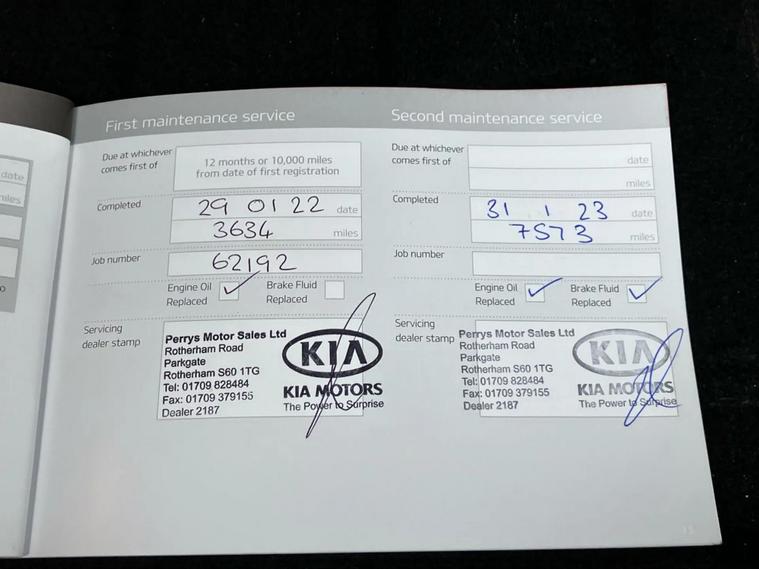 First maintenance service
Due at whichever
comes first of
12 months or 10,000 miles
from date of first registration
Completed
29 01 22 date
3634 miles
Job number
62192
Engine Oil
Replaced
Brake Fluid
Replaced
Servicing
dealer stamp
Perrys Motor Sales Ltd
Rotherham Road
Parkgate
Rotherham S60 1TG
Tel: 01709 828484
Fax: 01709 379155
Dealer 2187
KIA
KIA MOTORS
The Power to Surprise
Second maintenance service
Due at whichever
comes first of
date
miles
Completed
31 1 23 date
7573 miles
Job number
Engine Oil
Replaced
Brake Fluid
Replaced
Servicing
dealer stamp
Perrys Motor Sales Ltd
Rotherham Road
Parkgate
Rotherham S60 1TG
Tel: 01709 828484
Fax: 01709 379155
Dealer 2187
KIA
KIA MOTORS
The Power to Surprise